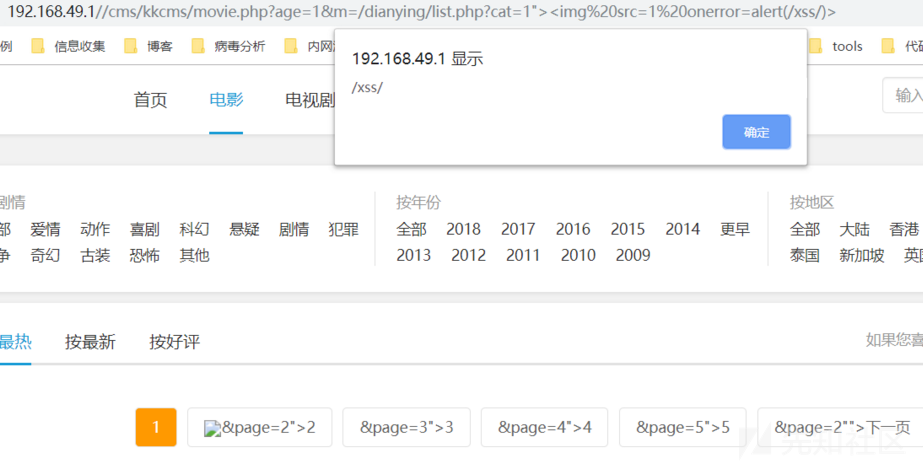 192.168.49.1//cms/kkcms/movie.php?age=1&m=/dianying/list.php?cat=1"><img%20src=1%20onerror=alert(/xss/)>
例 信息收集 博客 病毒分析 内网 tools 代码
192.168.49.1 显示
/xss/
确定
首页 电影 电视剧 输入
剧情 按年份 按地区
部 爱情 动作 喜剧 科幻 悬疑 剧情 犯罪 全部 2018 2017 2016 2015 2014 更早 全部 大陆 香港
争 奇幻 古装 恐怖 其他 2013 2012 2011 2010 2009 泰国 新加坡 英国
最热 按最新 按好评 如果您喜
1 &page=2">2 &page=3">3 &page=4">4 &page=5">5 &page=2"">下一页
先知社区